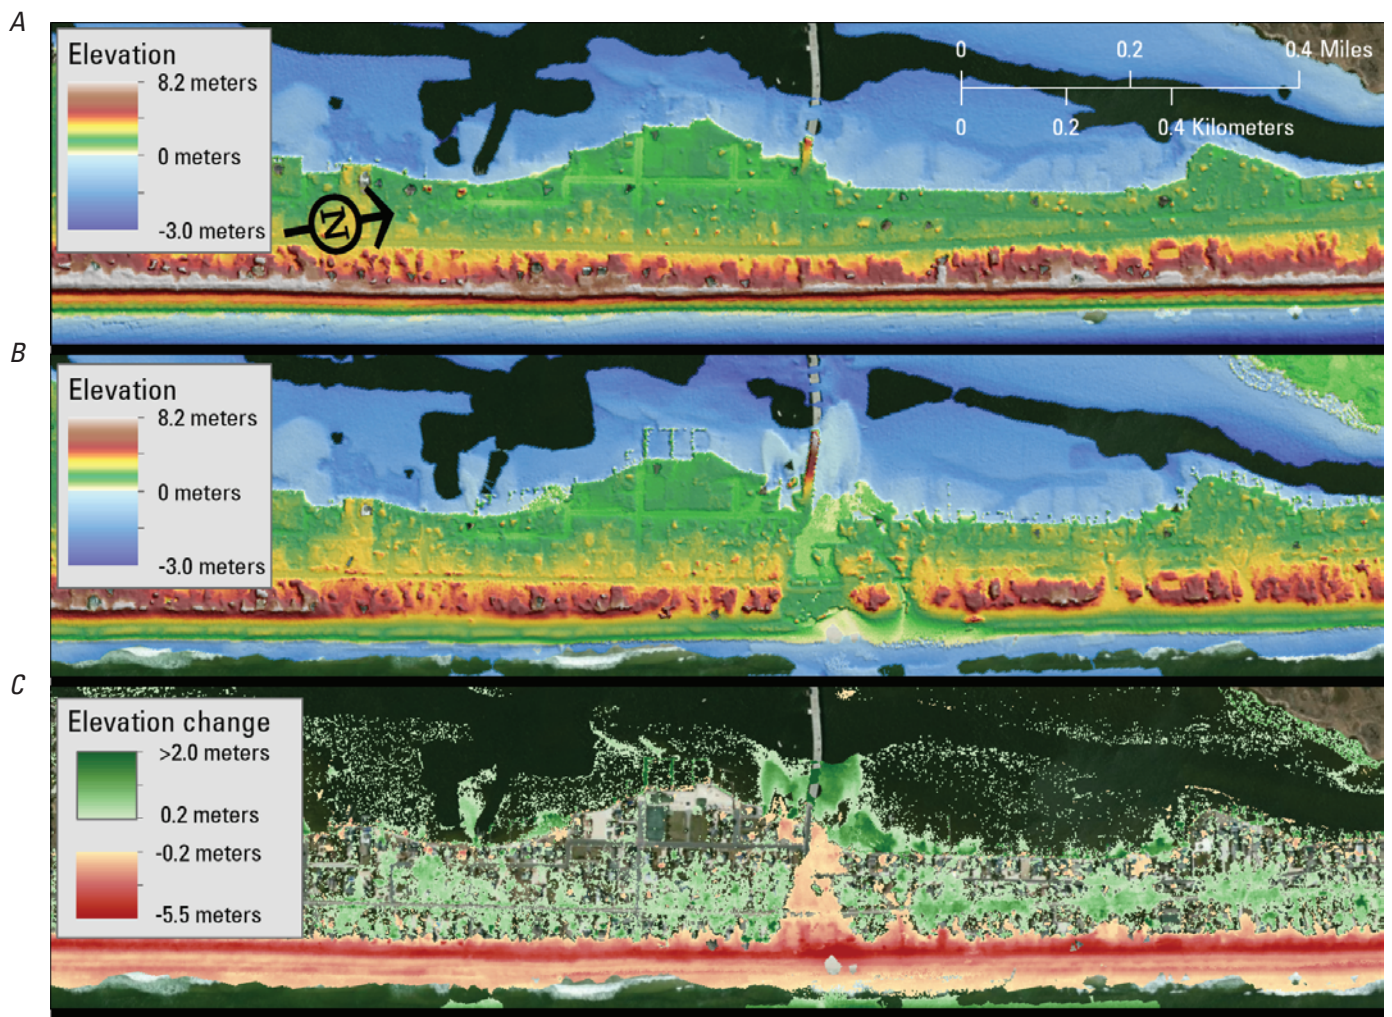 A
Elevation
8.2 meters
0 meters
-3.0 meters
N
0 0.2 0.4 Miles
0 0.2 0.4 Kilometers
B
Elevation
8.2 meters
0 meters
-3.0 meters
C
Elevation change
>2.0 meters
0.2 meters
-0.2 meters
-5.5 meters